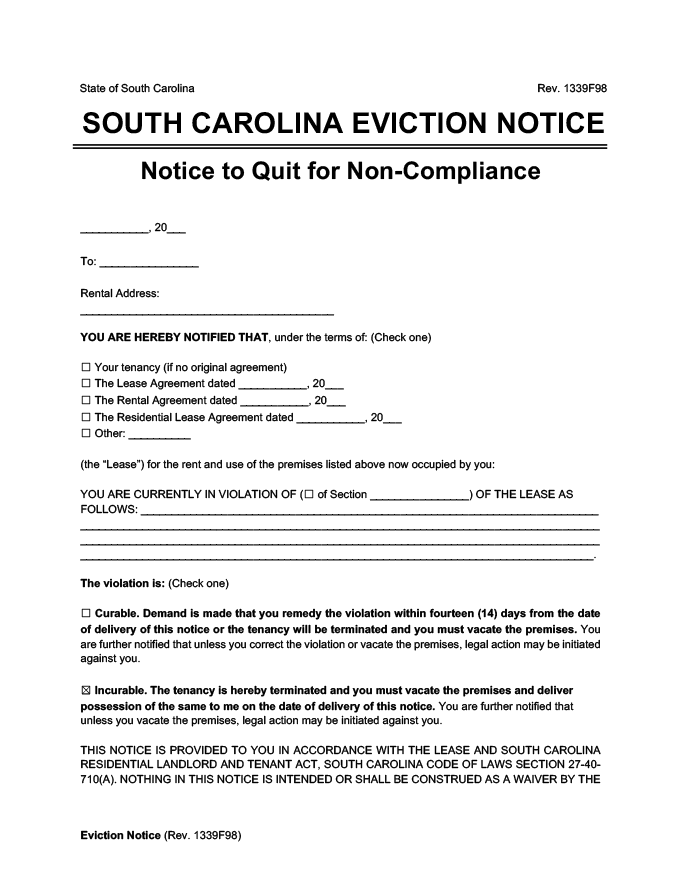 State of South Carolina Rev. 1339F98
SOUTH CAROLINA EVICTION NOTICE
Notice to Quit for Non-Compliance
___________, 20___
To: ________________
Rental Address:
_________________________________________
YOU ARE HEREBY NOTIFIED THAT, under the terms of: (Check one)
☐ Your tenancy (if no original agreement)
☐ The Lease Agreement dated ___________, 20___
☐ The Rental Agreement dated ___________, 20___
☐ The Residential Lease Agreement dated ___________, 20___
☐ Other: __________
(the “Lease”) for the rent and use of the premises listed above now occupied by you:
YOU ARE CURRENTLY IN VIOLATION OF (☐ of Section ________________) OF THE LEASE AS
FOLLOWS: __________________________________________________________________________
____________________________________________________________________________________
____________________________________________________________________________________
___________________________________________________________________________________.
The violation is: (Check one)
☐ Curable. Demand is made that you remedy the violation within fourteen (14) days from the date
of delivery of this notice or the tenancy will be terminated and you must vacate the premises. You
are further notified that unless you correct the violation or vacate the premises, legal action may be initiated
against you.
☒ Incurable. The tenancy is hereby terminated and you must vacate the premises and deliver
possession of the same to me on the date of delivery of this notice. You are further notified that
unless you vacate the premises, legal action may be initiated against you.
THIS NOTICE IS PROVIDED TO YOU IN ACCORDANCE WITH THE LEASE AND SOUTH CAROLINA
RESIDENTIAL LANDLORD AND TENANT ACT, SOUTH CAROLINA CODE OF LAWS SECTION 27-40-
710(A). NOTHING IN THIS NOTICE IS INTENDED OR SHALL BE CONSTRUED AS A WAIVER BY THE
Eviction Notice (Rev. 1339F98)